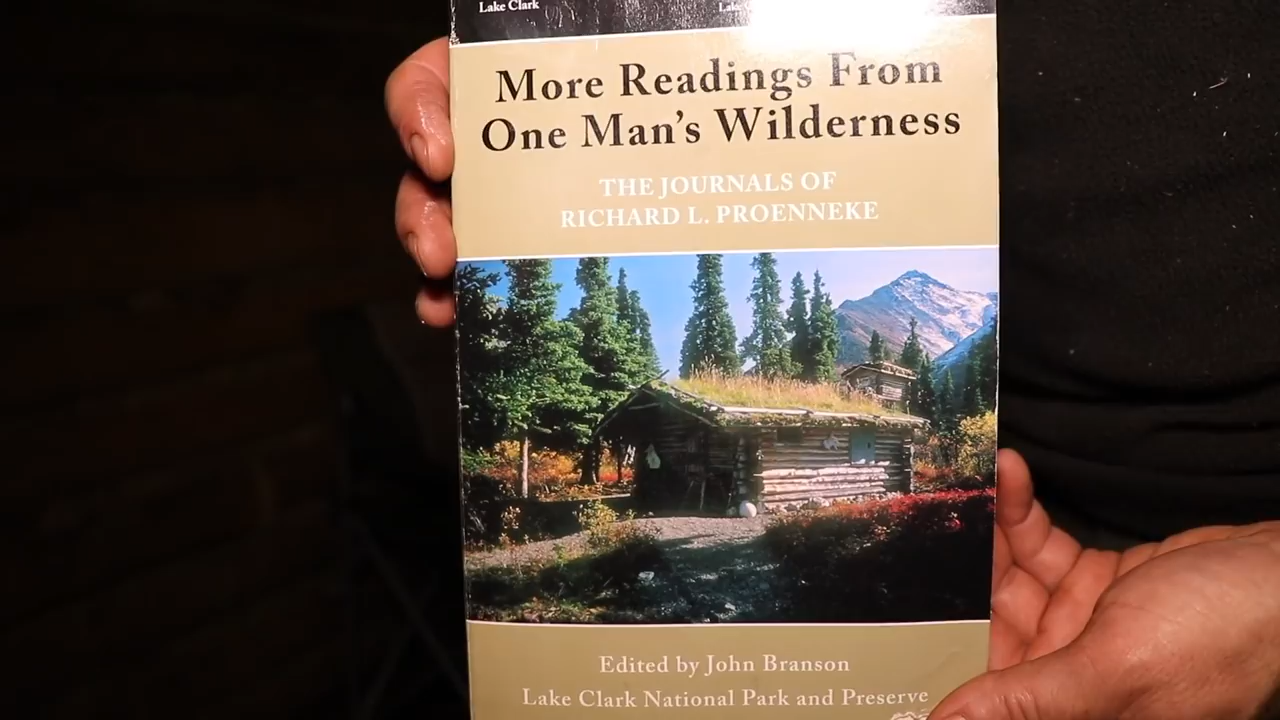 Lake Clark
More Readings From
One Man's Wilderness
THE JOURNALS OF
RICHARD L. PROENNEKE
Edited by John Branson
Lake Clark National Park and Preserve